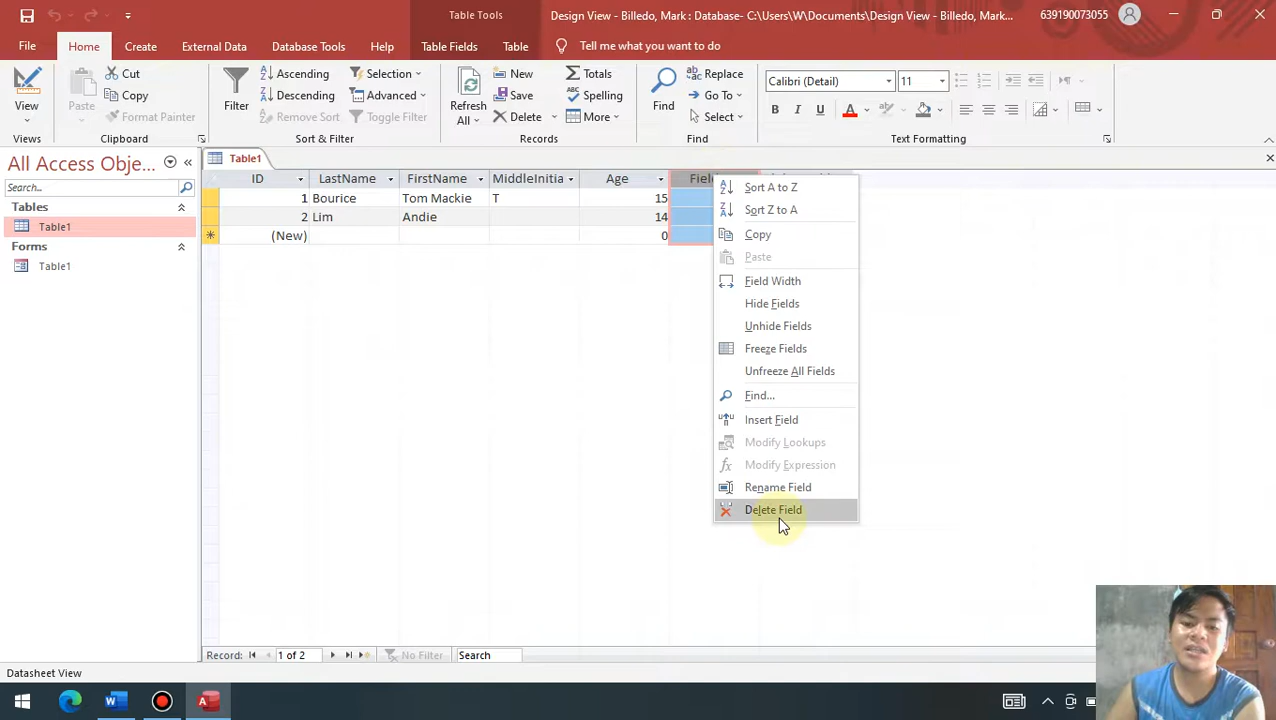 Table Tools
Design View - Billedo, Mark : Database- C:\Users\W\Documents\Design View - Billedo, Mark...
639190073055
File Home Create External Data Database Tools Help Table Fields Table Tell me what you want to do
View
Views
Paste
Cut
Copy
Format Painter
Clipboard
Filter
Ascending
Descending
Remove Sort
Selection
Advanced
Toggle Filter
Sort & Filter
Refresh
All
New
Save
Delete
Totals
Spelling
More
Records
Find
Replace
Go To
Select
Find
Calibri (Detail) 11
B I U A
Text Formatting
All Access Obje...
Search...
Tables
Table1
Forms
Table1
Table1
ID LastName FirstName MiddleInitia Age Fiel
1 Bourice Tom Mackie T 15
2 Lim Andie 14
(New) 0
Sort A to Z
Sort Z to A
Copy
Paste
Field Width
Hide Fields
Unhide Fields
Freeze Fields
Unfreeze All Fields
Find...
Insert Field
Modify Lookups
Modify Expression
Rename Field
Delete Field
Record: 1 of 2 No Filter Search
Datasheet View